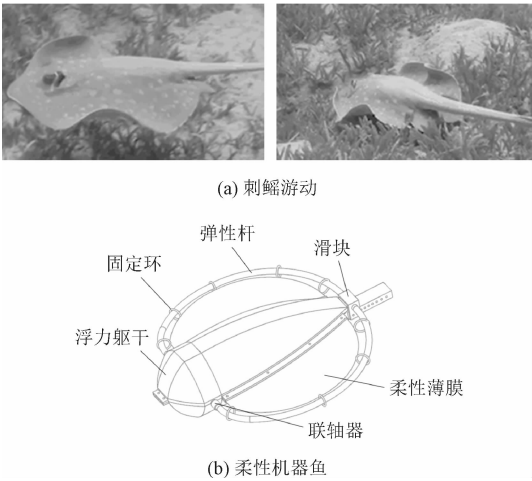 (a) 刺鳐游动
弹性杆
滑块
固定环
浮力躯干
柔性薄膜
联轴器
(b) 柔性机器鱼